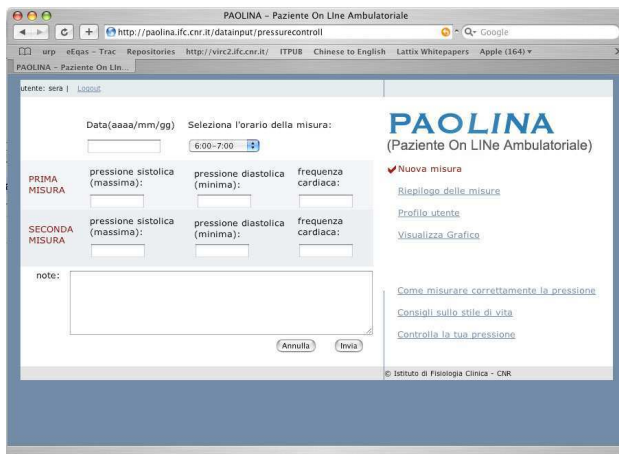 PAOLINA - Paziente On LIne Ambulatoriale
http://paolina.ifc.cnr.it/datainput/pressurecontroll
Google
urp eEqas - Trac Repositories http://virc2.ifc.cnr.it/ ITPUB Chinese to English Lattix Whitepapers Apple (164)
PAOLINA - Paziente On LIn...
utente: sera | Logout
Data(aaaa/mm/gg) Seleziona l'orario della misura:
6:00-7:00
PRIMA MISURA
pressione sistolica (massima):
pressione diastolica (minima):
frequenza cardiaca:
SECONDA MISURA
pressione sistolica (massima):
pressione diastolica (minima):
frequenza cardiaca:
note:
Annulla Invia
PAOLINA
(Paziente On LINe Ambulatoriale)
Nuova misura
Riepilogo delle misure
Profilo utente
Visualizza Grafico
Come misurare correttamente la pressione
Consigli sullo stile di vita
Controlla la tua pressione
© Istituto di Fisiologia Clinica - CNR